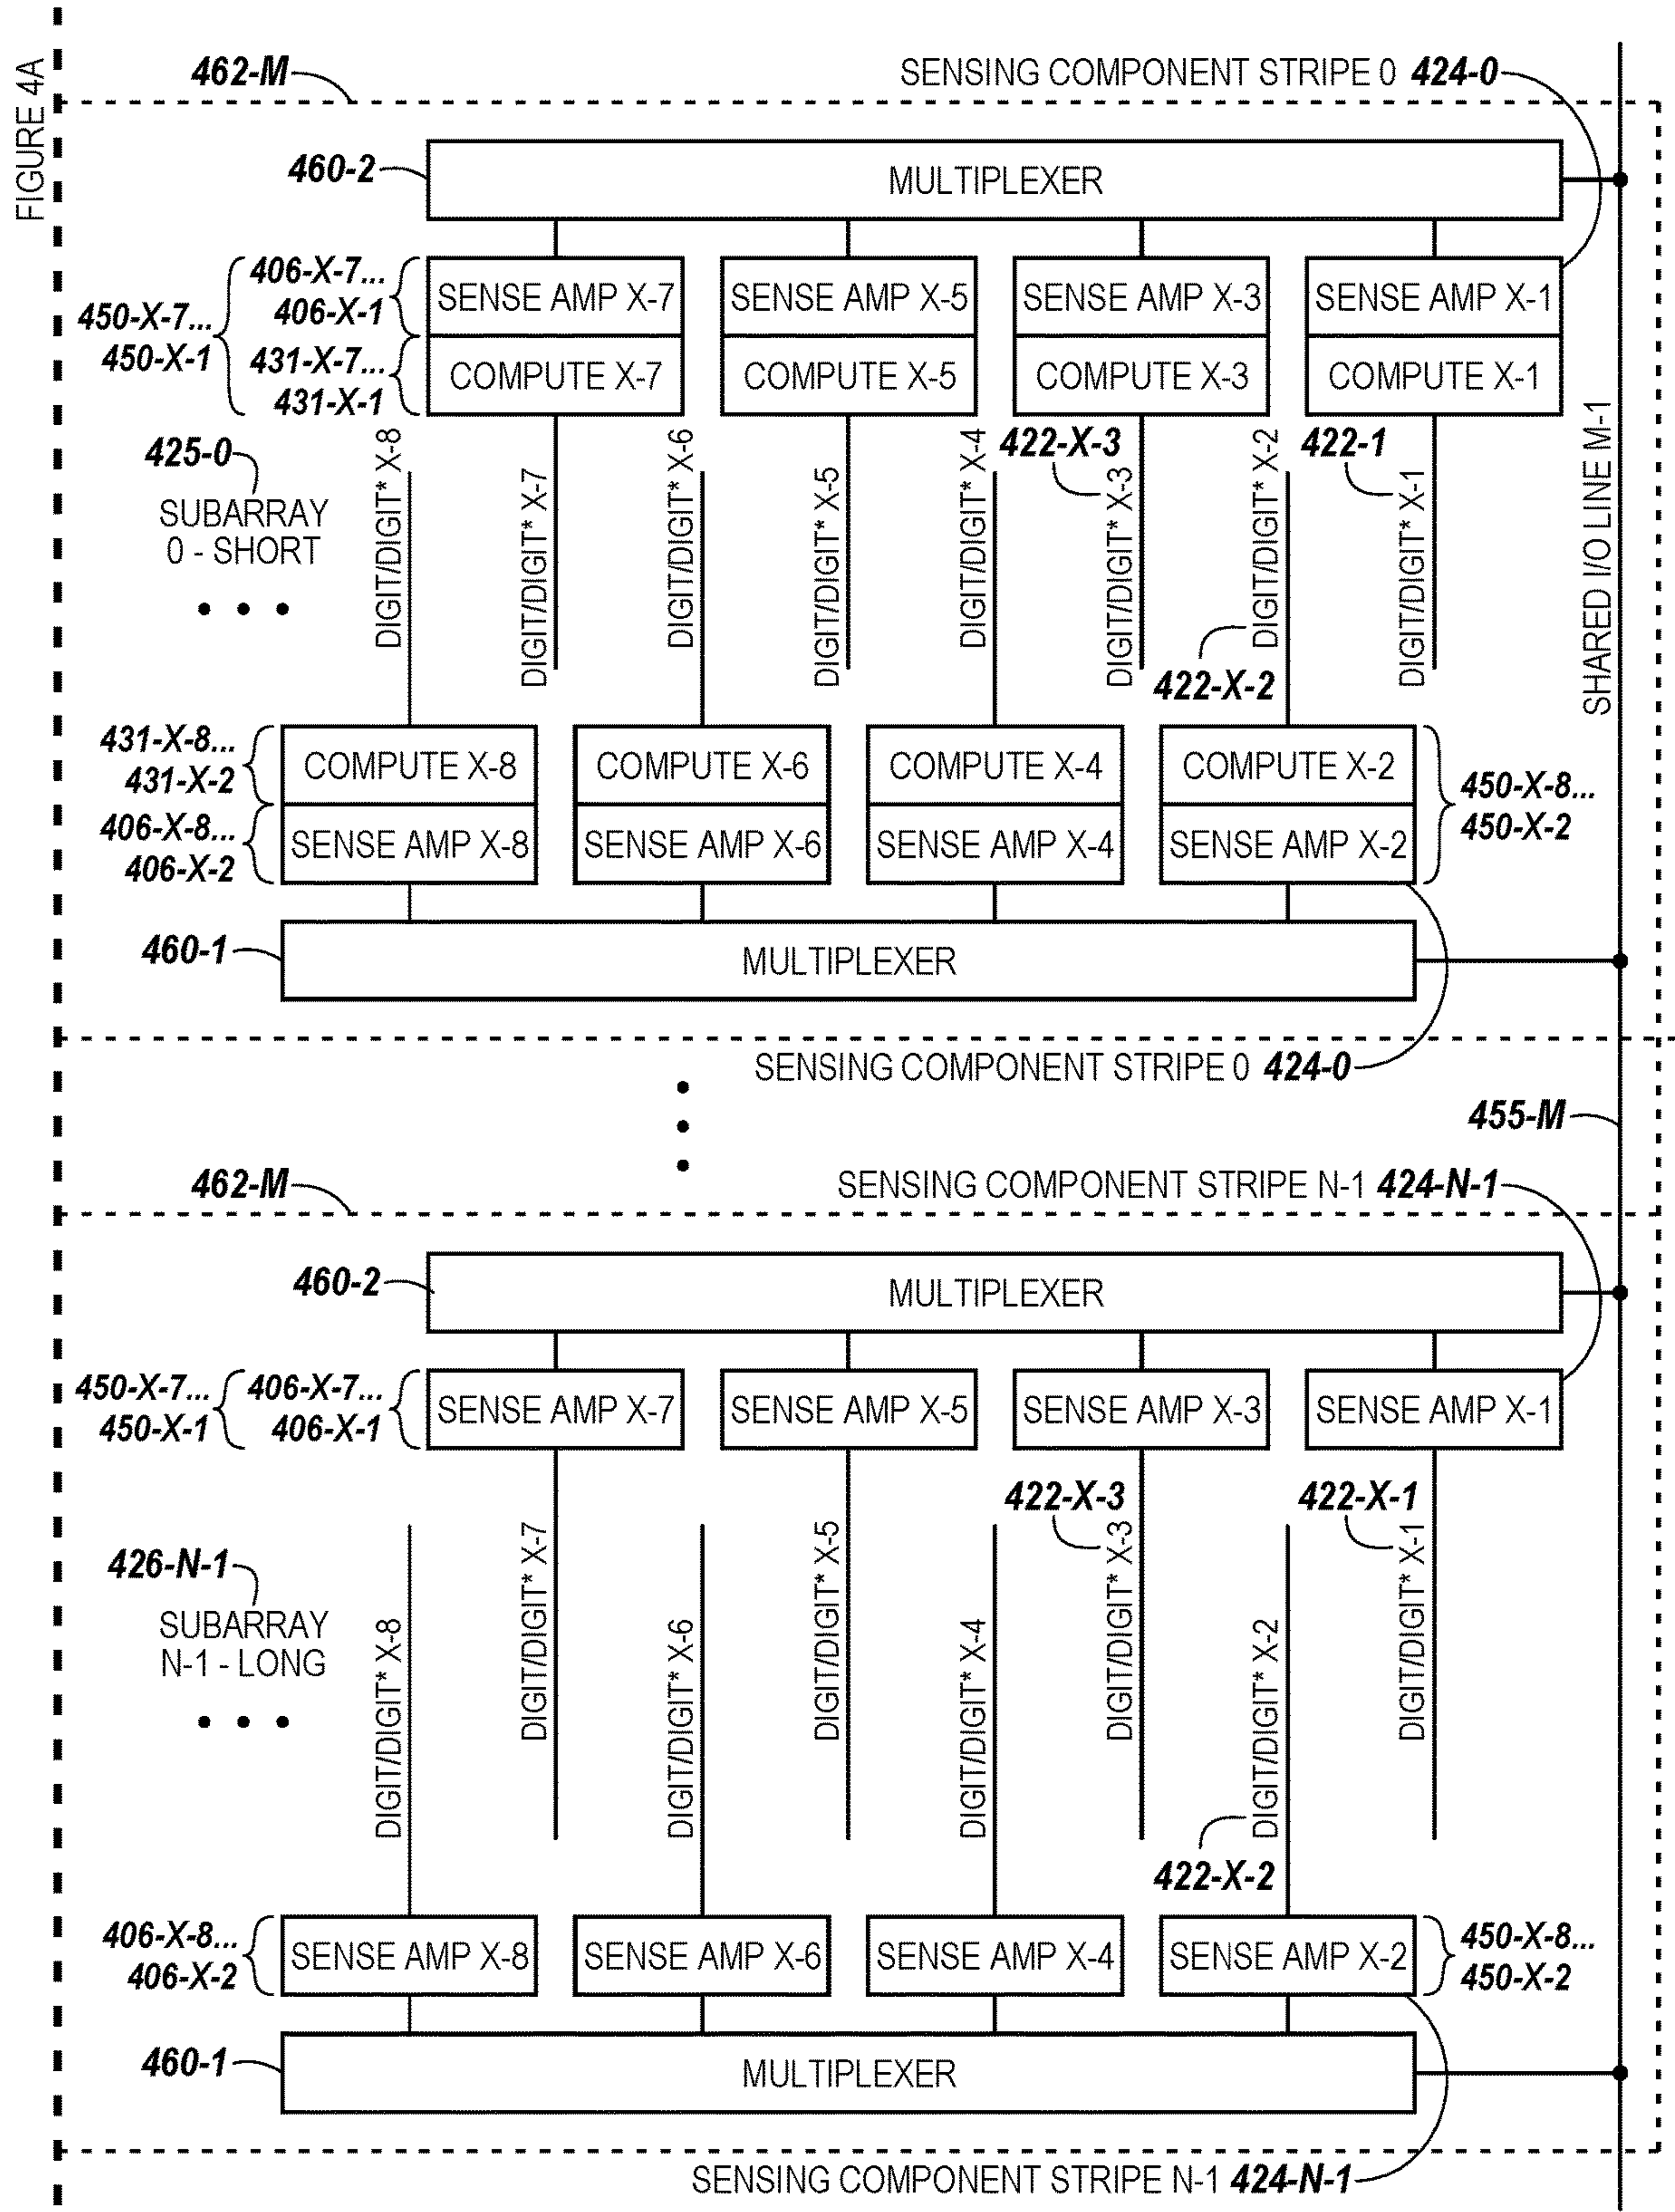 FIGURE 4A
462-M
SENSING COMPONENT STRIPE 0 424-0
460-2
MULTIPLEXER
450-X-7...
450-X-1
406-X-7...
406-X-1
431-X-7...
431-X-1
SENSE AMP X-7
SENSE AMP X-5
SENSE AMP X-3
SENSE AMP X-1
COMPUTE X-7
COMPUTE X-5
COMPUTE X-3
COMPUTE X-1
425-0
SUBARRAY
0 - SHORT
DIGIT/DIGIT* X-8
DIGIT/DIGIT* X-7
DIGIT/DIGIT* X-6
DIGIT/DIGIT* X-5
DIGIT/DIGIT* X-4
422-X-3
DIGIT/DIGIT* X-3
DIGIT/DIGIT* X-2
422-X-2
422-1
DIGIT/DIGIT* X-1
SHARED I/O LINE M-1
431-X-8...
431-X-2
406-X-8...
406-X-2
COMPUTE X-8
COMPUTE X-6
COMPUTE X-4
COMPUTE X-2
SENSE AMP X-8
SENSE AMP X-6
SENSE AMP X-4
SENSE AMP X-2
450-X-8...
450-X-2
460-1
MULTIPLEXER
SENSING COMPONENT STRIPE 0 424-0
455-M
462-M
SENSING COMPONENT STRIPE N-1 424-N-1
460-2
MULTIPLEXER
450-X-7...
450-X-1
406-X-7...
406-X-1
SENSE AMP X-7
SENSE AMP X-5
SENSE AMP X-3
SENSE AMP X-1
426-N-1
SUBARRAY
N-1 - LONG
DIGIT/DIGIT* X-8
DIGIT/DIGIT* X-7
DIGIT/DIGIT* X-6
DIGIT/DIGIT* X-5
DIGIT/DIGIT* X-4
422-X-3
DIGIT/DIGIT* X-3
DIGIT/DIGIT* X-2
422-X-2
422-X-1
DIGIT/DIGIT* X-1
406-X-8...
406-X-2
SENSE AMP X-8
SENSE AMP X-6
SENSE AMP X-4
SENSE AMP X-2
450-X-8...
450-X-2
460-1
MULTIPLEXER
SENSING COMPONENT STRIPE N-1 424-N-1